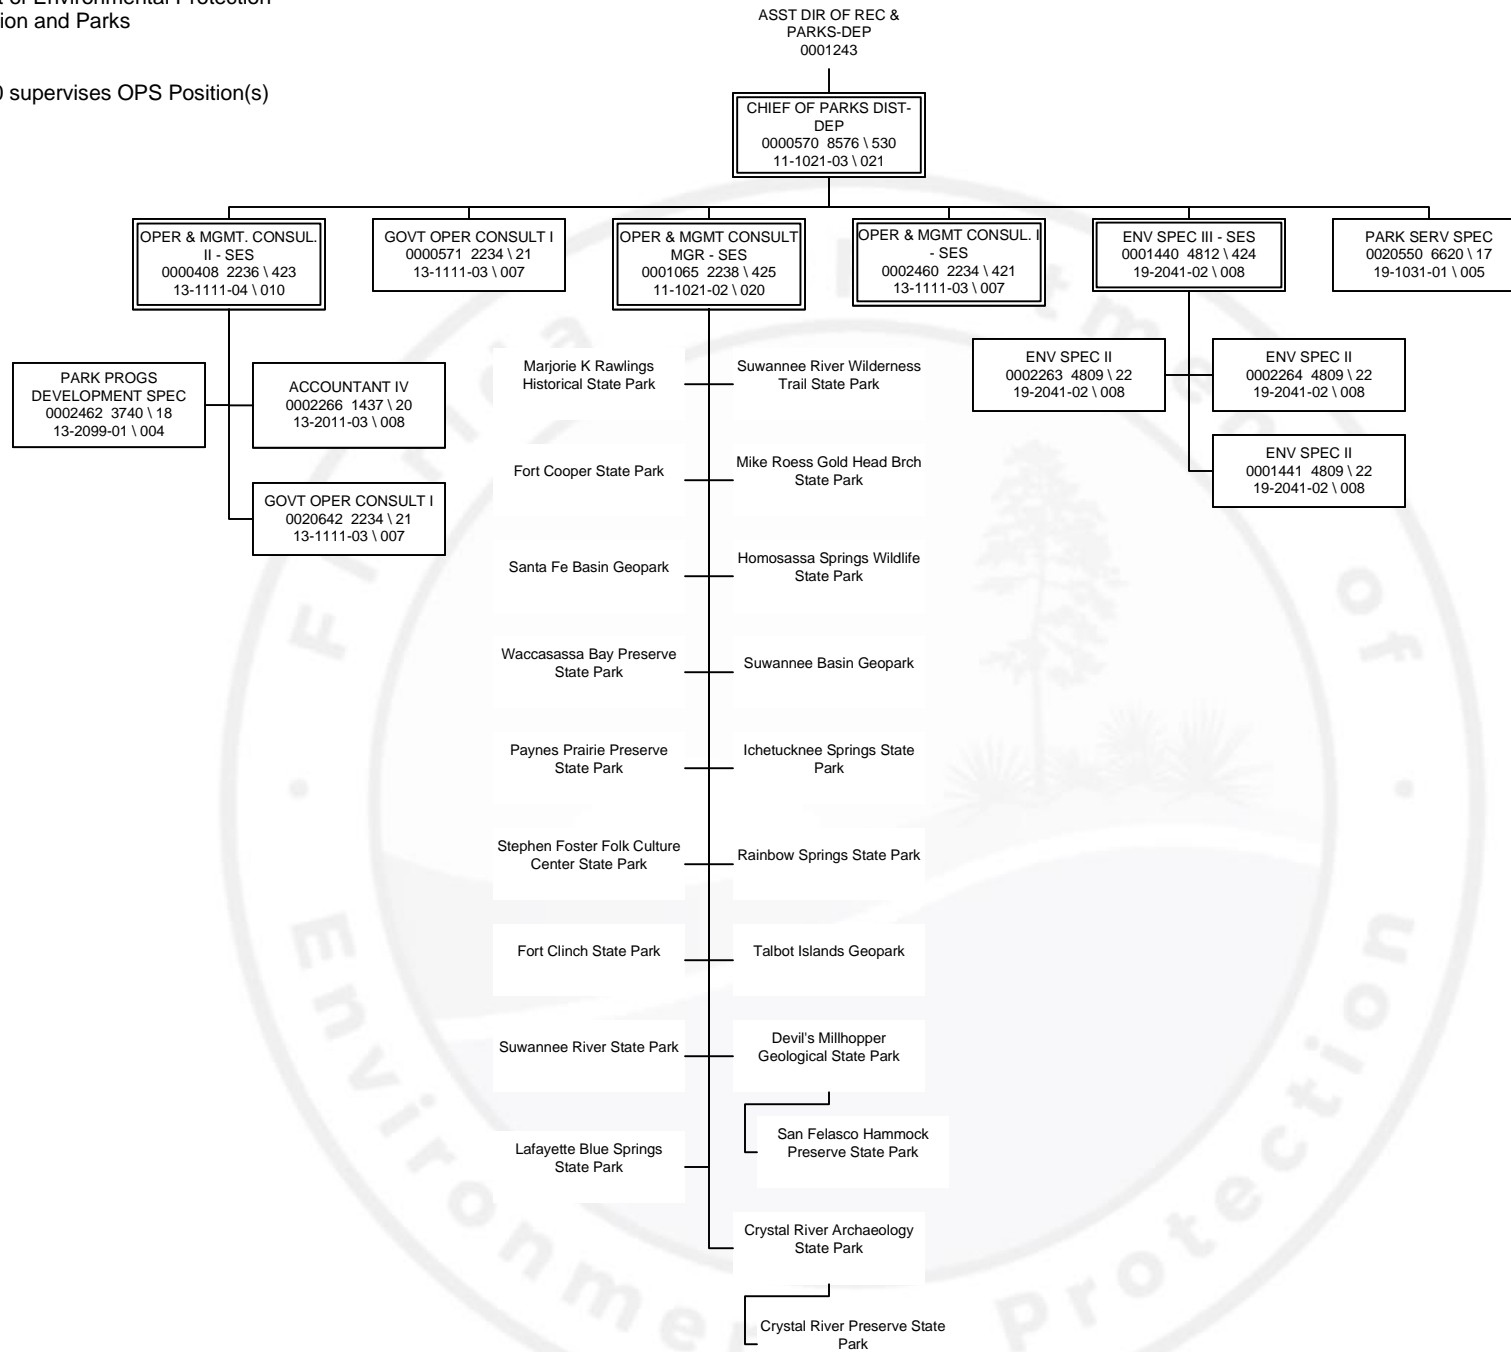 t of Environmental Protection
tion and Parks
0 supervises OPS Position(s)
ASST DIR OF REC &
PARKS-DEP
0001243
CHIEF OF PARKS DIST-
DEP
0000570 8576 \ 530
11-1021-03 \ 021
OPER & MGMT. CONSUL.
II - SES
0000408 2236 \ 423
13-1111-04 \ 010
GOVT OPER CONSULT I
0000571 2234 \ 21
13-1111-03 \ 007
OPER & MGMT CONSULT
MGR - SES
0001065 2238 \ 425
11-1021-02 \ 020
OPER & MGMT CONSUL. I
- SES
0002460 2234 \ 421
13-1111-03 \ 007
ENV SPEC III - SES
0001440 4812 \ 424
19-2041-02 \ 008
PARK SERV SPEC
0020550 6620 \ 17
19-1031-01 \ 005
PARK PROGS
DEVELOPMENT SPEC
0002462 3740 \ 18
13-2099-01 \ 004
ACCOUNTANT IV
0002266 1437 \ 20
13-2011-03 \ 008
GOVT OPER CONSULT I
0020642 2234 \ 21
13-1111-03 \ 007
ENV SPEC II
0002263 4809 \ 22
19-2041-02 \ 008
ENV SPEC II
0002264 4809 \ 22
19-2041-02 \ 008
ENV SPEC II
0001441 4809 \ 22
19-2041-02 \ 008
Marjorie K Rawlings
Historical State Park
Suwannee River Wilderness
Trail State Park
Fort Cooper State Park
Mike Roess Gold Head Brch
State Park
Santa Fe Basin Geopark
Homosassa Springs Wildlife
State Park
Waccasassa Bay Preserve
State Park
Suwannee Basin Geopark
Paynes Prairie Preserve
State Park
Ichetucknee Springs State
Park
Stephen Foster Folk Culture
Center State Park
Rainbow Springs State Park
Fort Clinch State Park
Talbot Islands Geopark
Suwannee River State Park
Devil's Millhopper
Geological State Park
San Felasco Hammock
Preserve State Park
Lafayette Blue Springs
State Park
Crystal River Archaeology
State Park
Crystal River Preserve State
Park